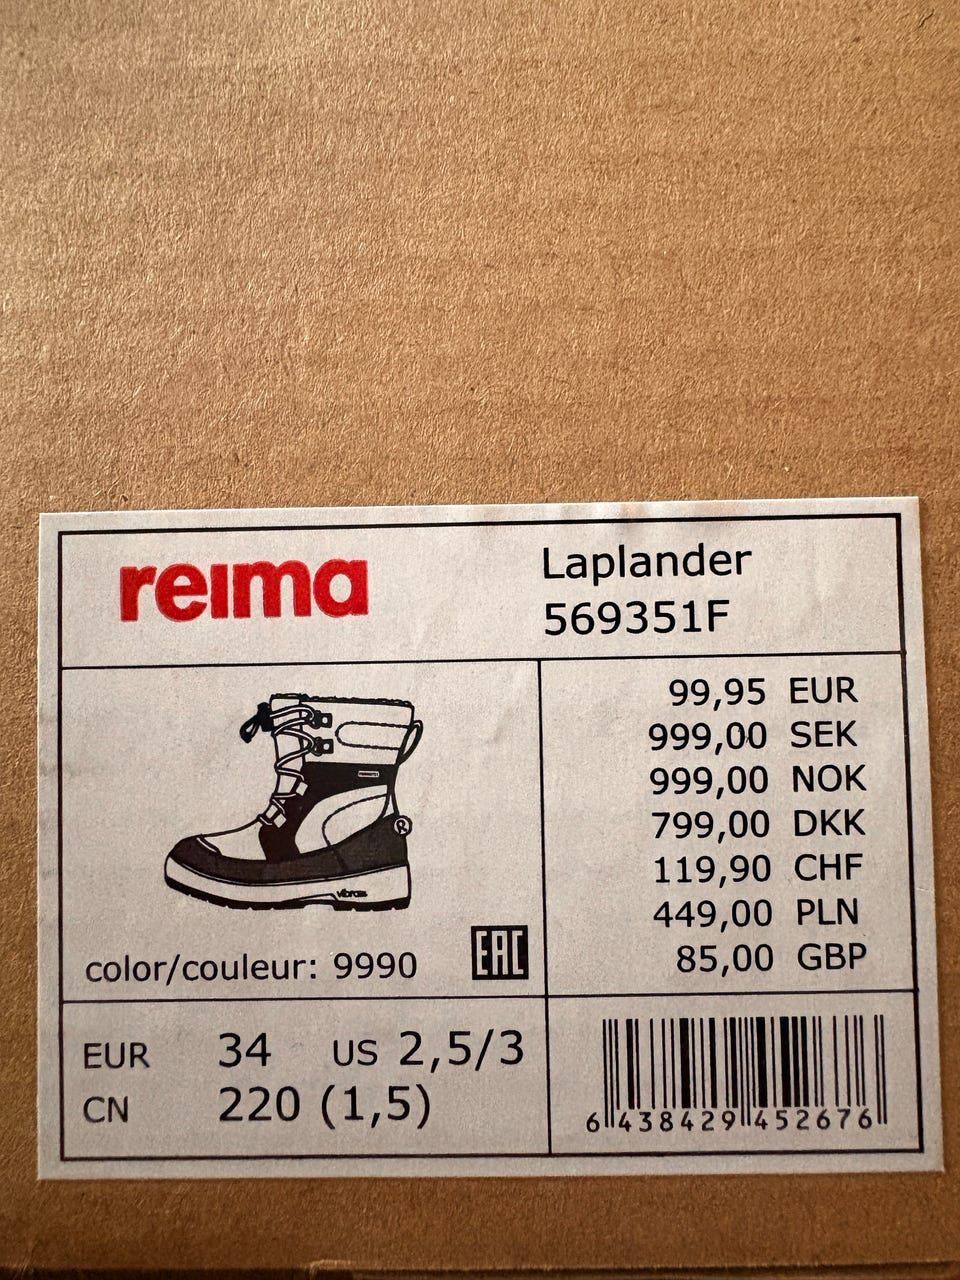 reima
Laplander
569351F
99,95 EUR
999,00 SEK
999,00 NOK
799,00 DKK
119,90 CHF
449,00 PLN
85,00 GBP
vibram
®
color/couleur: 9990
EAC
EUR 34 US 2,5/3
CN 220 (1,5)
6 438429 452676